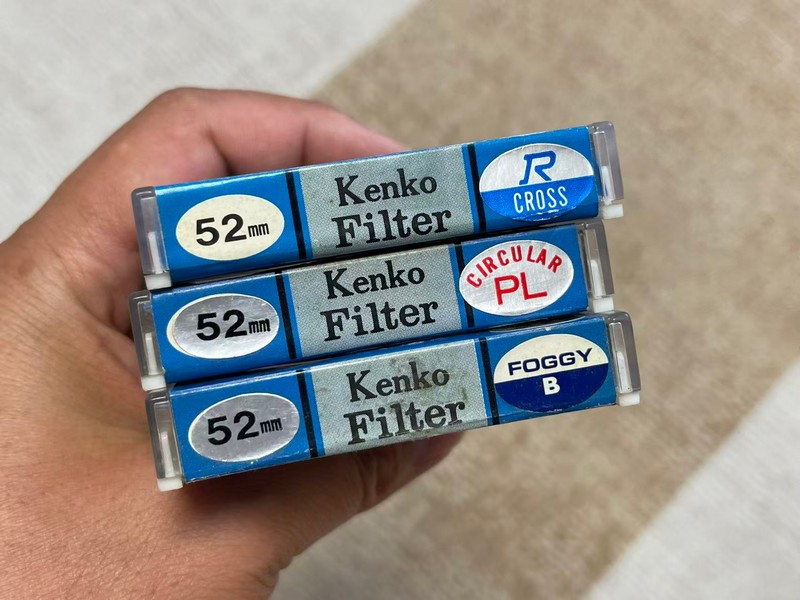 52mm
Kenko
Filter
R
CROSS
52mm
Kenko
Filter
CIRCULAR
PL
52mm
Kenko
Filter
FOGGY
B